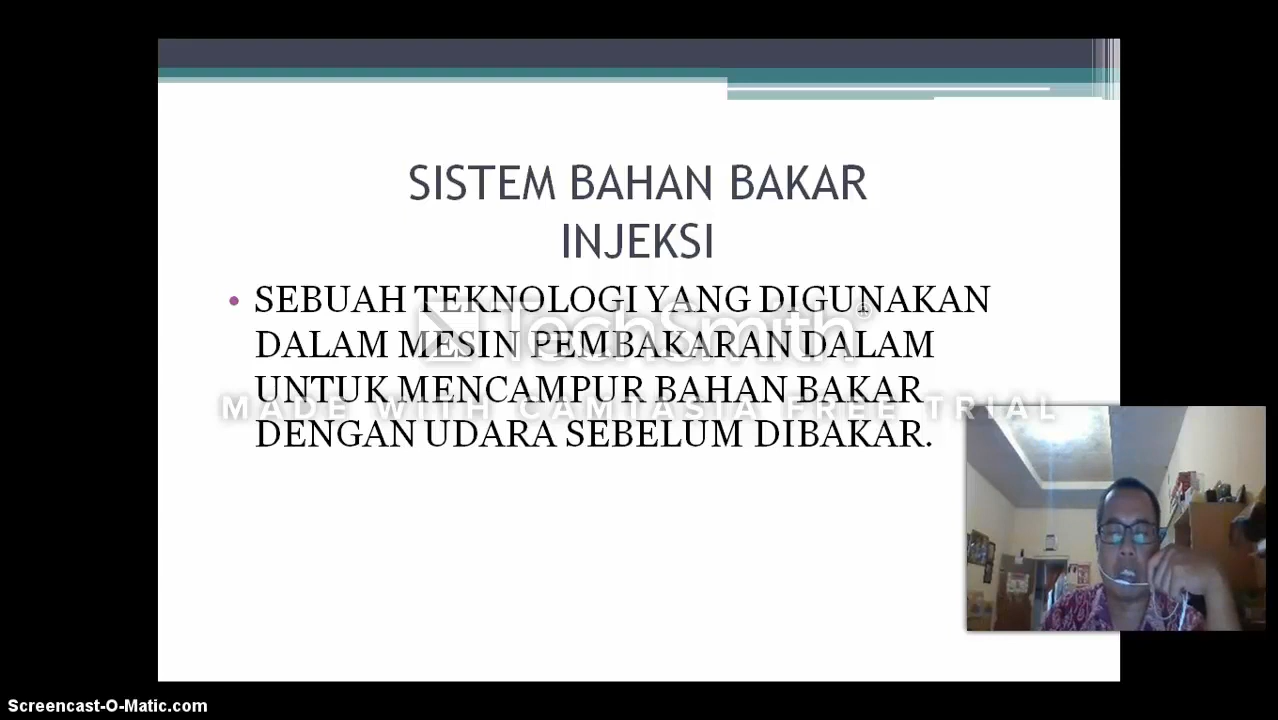 SISTEM BAHAN BAKAR
INJEKSI
• SEBUAH TEKNOLOGI YANG DIGUNAKAN
DALAM MESIN PEMBAKARAN DALAM
UNTUK MENCAMPUR BAHAN BAKAR
DENGAN UDARA SEBELUM DIBAKAR.
TechSmith®
MADE WITH CAMTASIA FREE TRIAL
Screencast-O-Matic.com